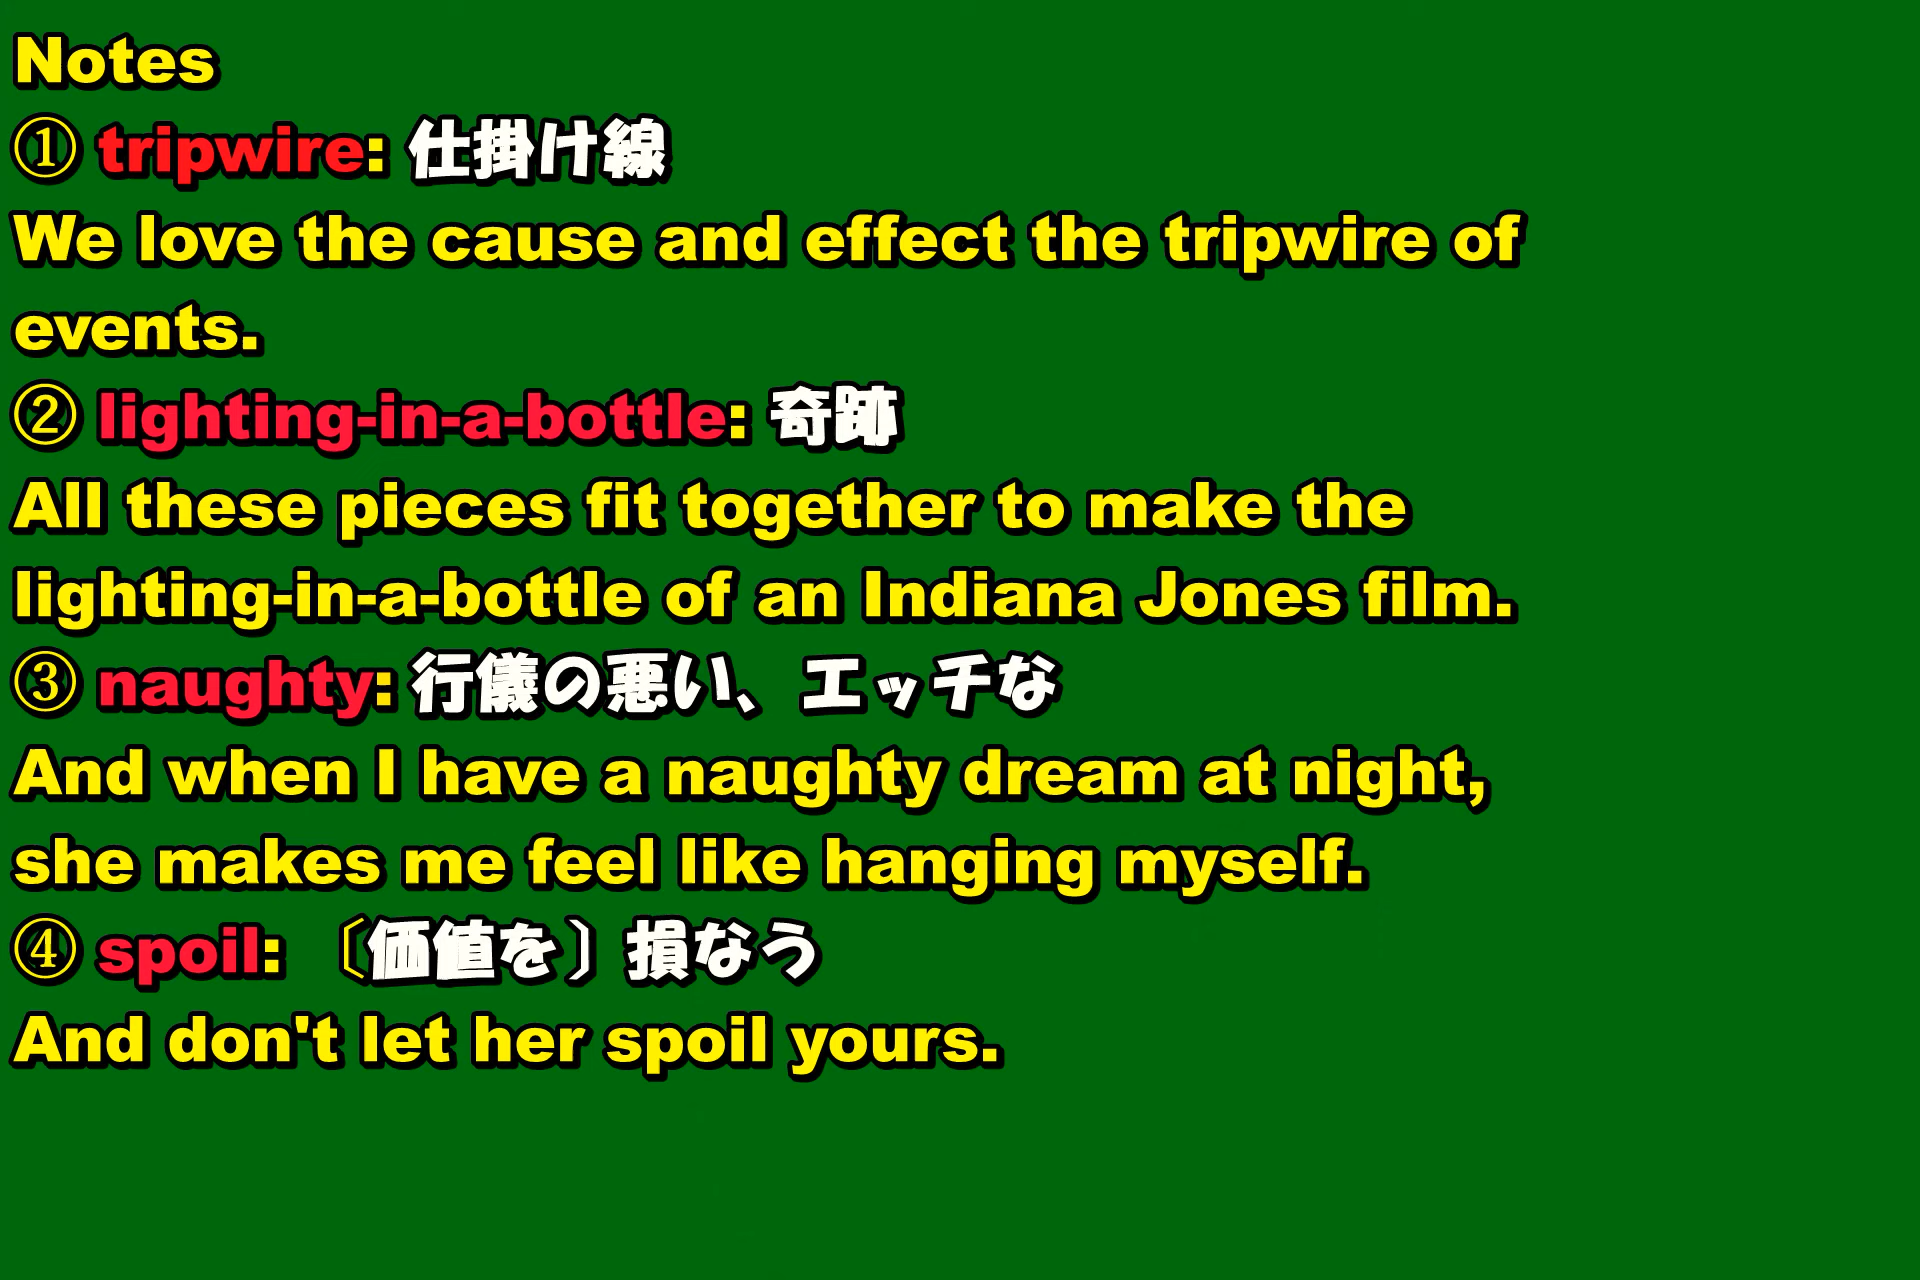 Notes
① tripwire: 仕掛け線
We love the cause and effect the tripwire of
events.
② lighting-in-a-bottle: 奇跡
All these pieces fit together to make the
lighting-in-a-bottle of an Indiana Jones film.
③ naughty: 行儀の悪い、エッチな
And when I have a naughty dream at night,
she makes me feel like hanging myself.
④ spoil: 〔価値を〕損なう
And don't let her spoil yours.